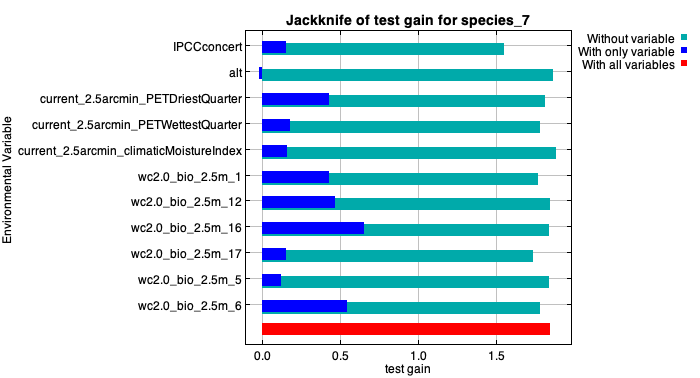 Jackknife of test gain for species_7
Without variable
With only variable
With all variables
Environmental Variable
IPCCconcert
alt
current_2.5arcmin_PETDriestQuarter
current_2.5arcmin_PETWettestQuarter
current_2.5arcmin_climaticMoistureIndex
wc2.0_bio_2.5m_1
wc2.0_bio_2.5m_12
wc2.0_bio_2.5m_16
wc2.0_bio_2.5m_17
wc2.0_bio_2.5m_5
wc2.0_bio_2.5m_6
0.0 0.5 1.0 1.5
test gain